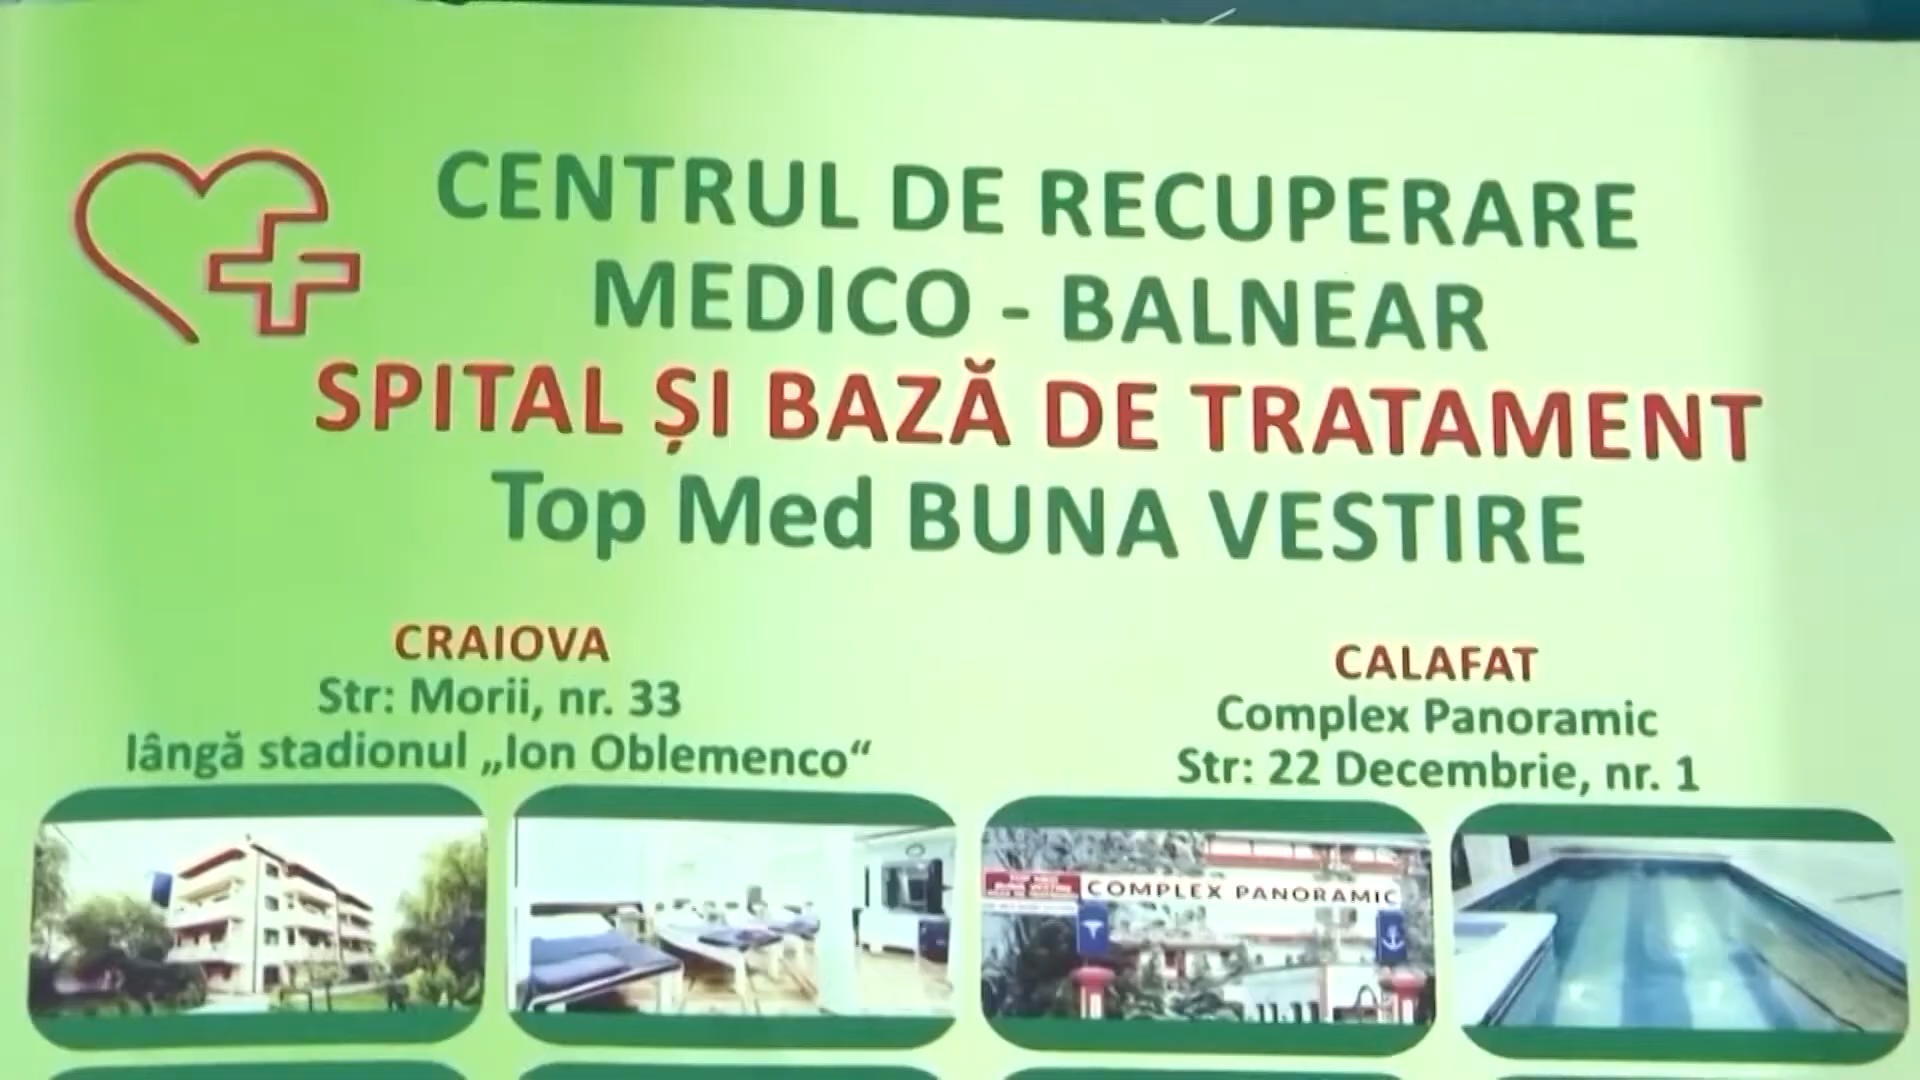 CENTRUL DE RECUPERARE
MEDICO - BALNEAR
SPITAL ȘI BAZĂ DE TRATAMENT
Top Med BUNA VESTIRE
CRAIOVA
Str: Morii, nr. 33
lângă stadionul „Ion Oblemenco“
CALAFAT
Complex Panoramic
Str: 22 Decembrie, nr. 1
COMPLEX PANORAMIC